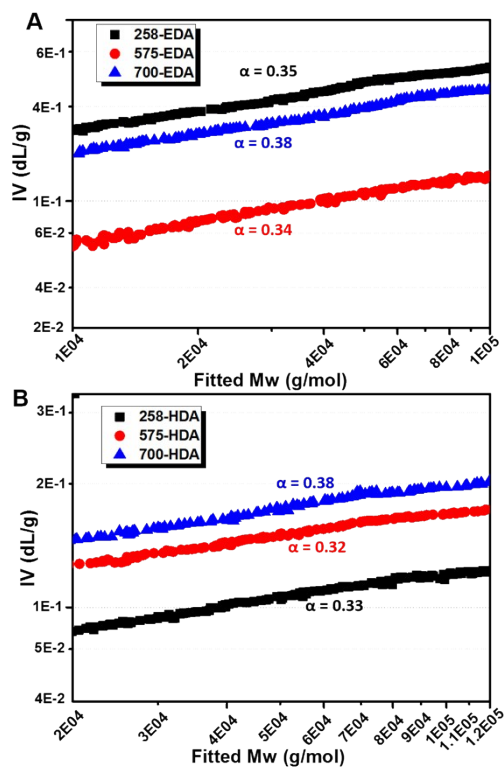 A
258-EDA
575-EDA
700-EDA
α = 0.35
α = 0.38
α = 0.34
IV (dL/g)
6E-1
4E-1
1E-1
6E-2
4E-2
2E-2
1E04
2E04
4E04
6E04
8E04
1E05
Fitted Mw (g/mol)
B
258-HDA
575-HDA
700-HDA
α = 0.38
α = 0.32
α = 0.33
IV (dL/g)
3E-1
2E-1
1E-1
5E-2
4E-2
2E04
3E04
4E04
5E04
6E04
7E04
8E04
9E04
1E05
1.1E05
1.2E05
Fitted Mw (g/mol)